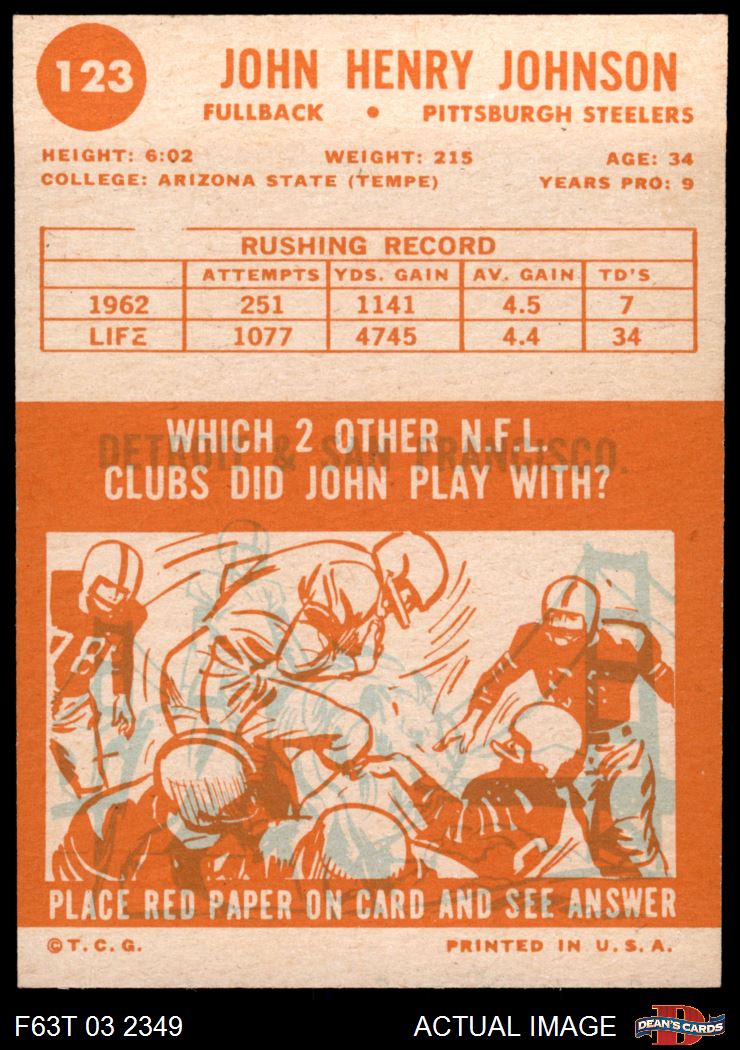 123
JOHN HENRY JOHNSON
FULLBACK • PITTSBURGH STEELERS
HEIGHT: 6:02 WEIGHT: 215 AGE: 34
COLLEGE: ARIZONA STATE (TEMPE) YEARS PRO: 9
RUSHING RECORD
ATTEMPTS YDS. GAIN AV. GAIN TD'S
1962 251 1141 4.5 7
LIFE 1077 4745 4.4 34
WHICH 2 OTHER N.F.L.
DETROIT & SAN FRANCISCO.
CLUBS DID JOHN PLAY WITH?
78
PLACE RED PAPER ON CARD AND SEE ANSWER
©T.C.G. PRINTED IN U.S.A.
F63T 03 2349 ACTUAL IMAGE DEAN'S CARDS